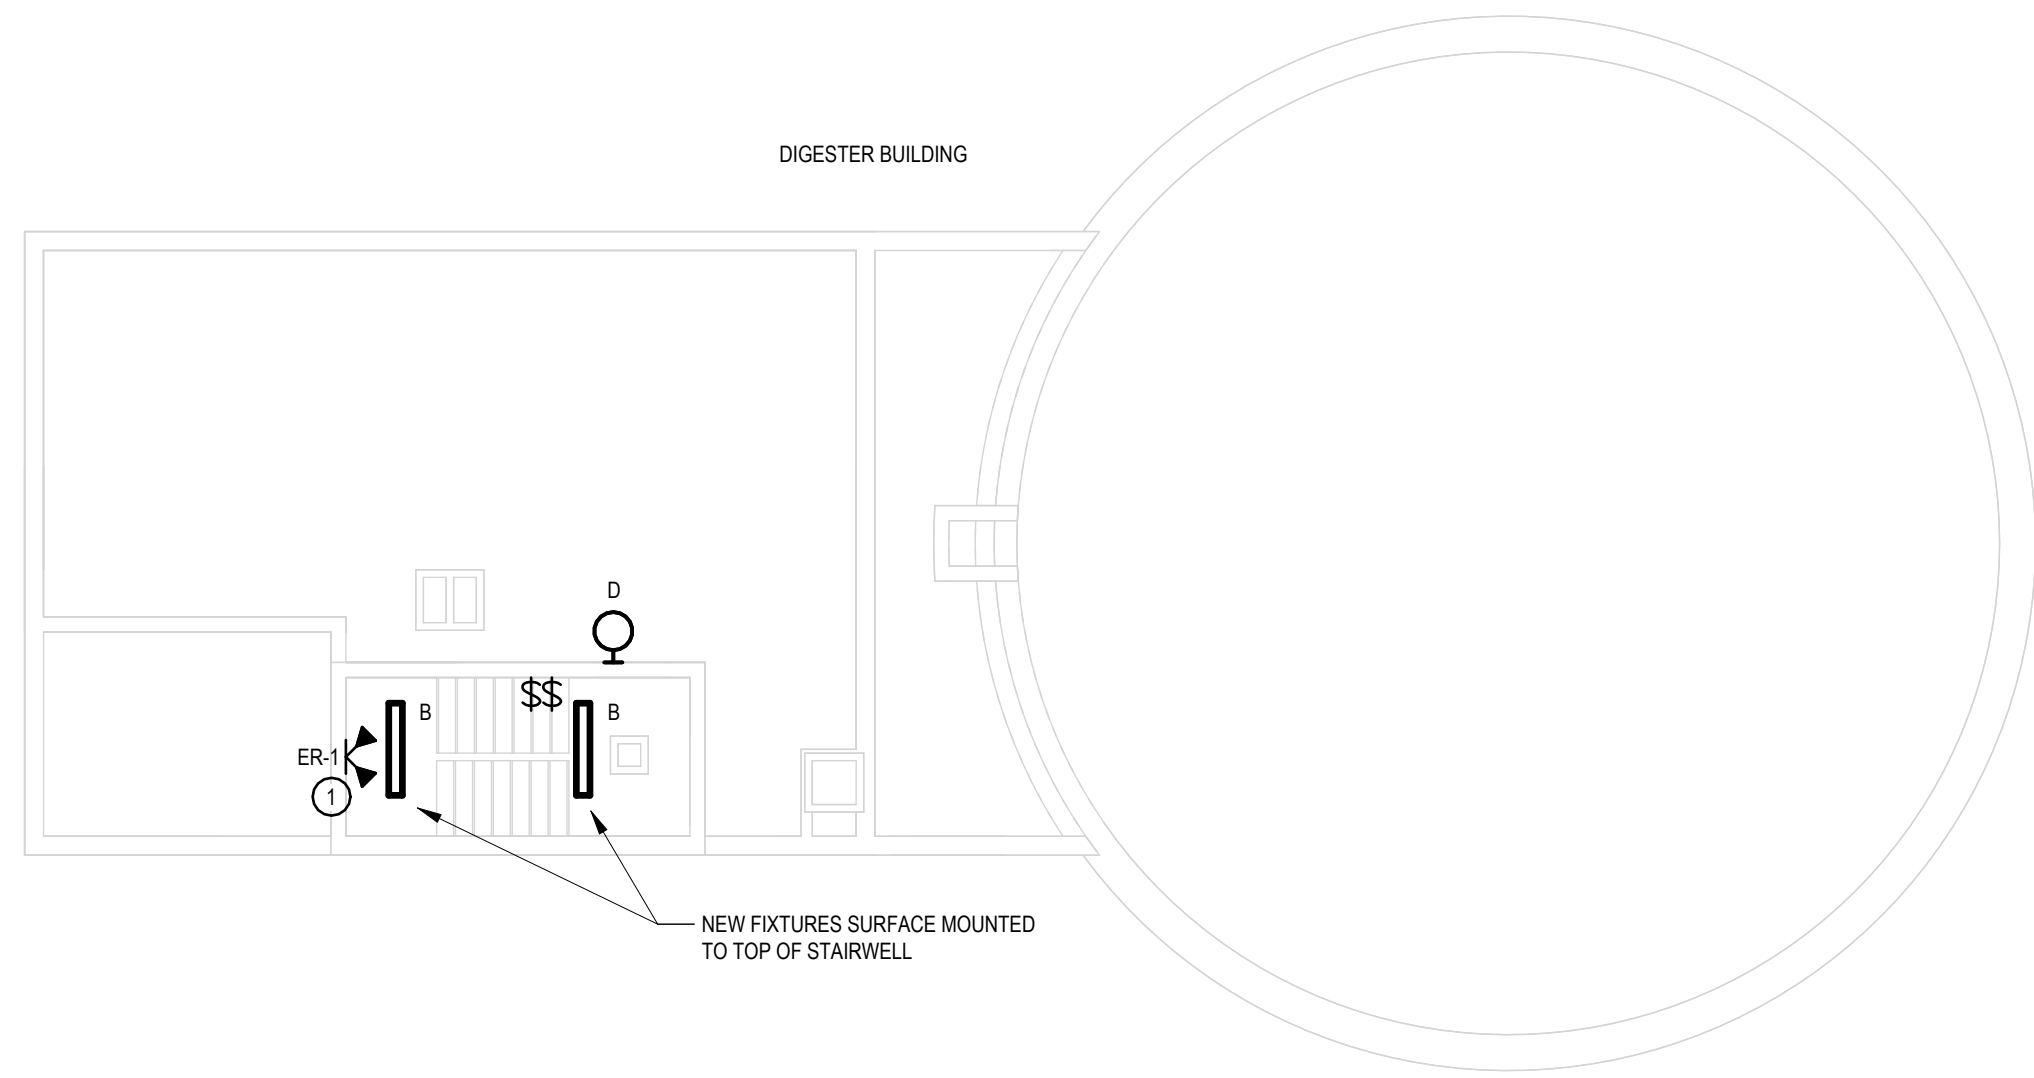 DIGESTER BUILDING
D
$$
B
B
ER-1
1
NEW FIXTURES SURFACE MOUNTED
TO TOP OF STAIRWELL